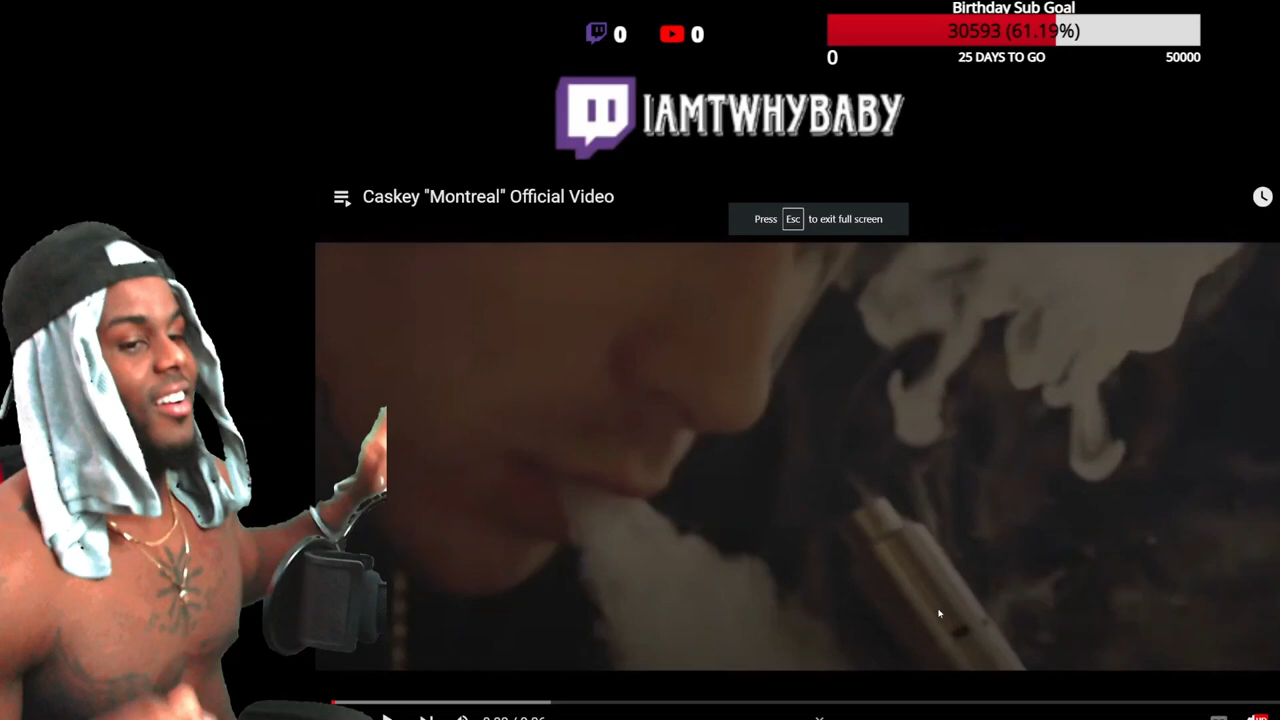 Birthday Sub Goal
0
0
30593 (61.19%)
0
25 DAYS TO GO
50000
IAMTWHYBABY
Caskey "Montreal" Official Video
Press Esc to exit full screen